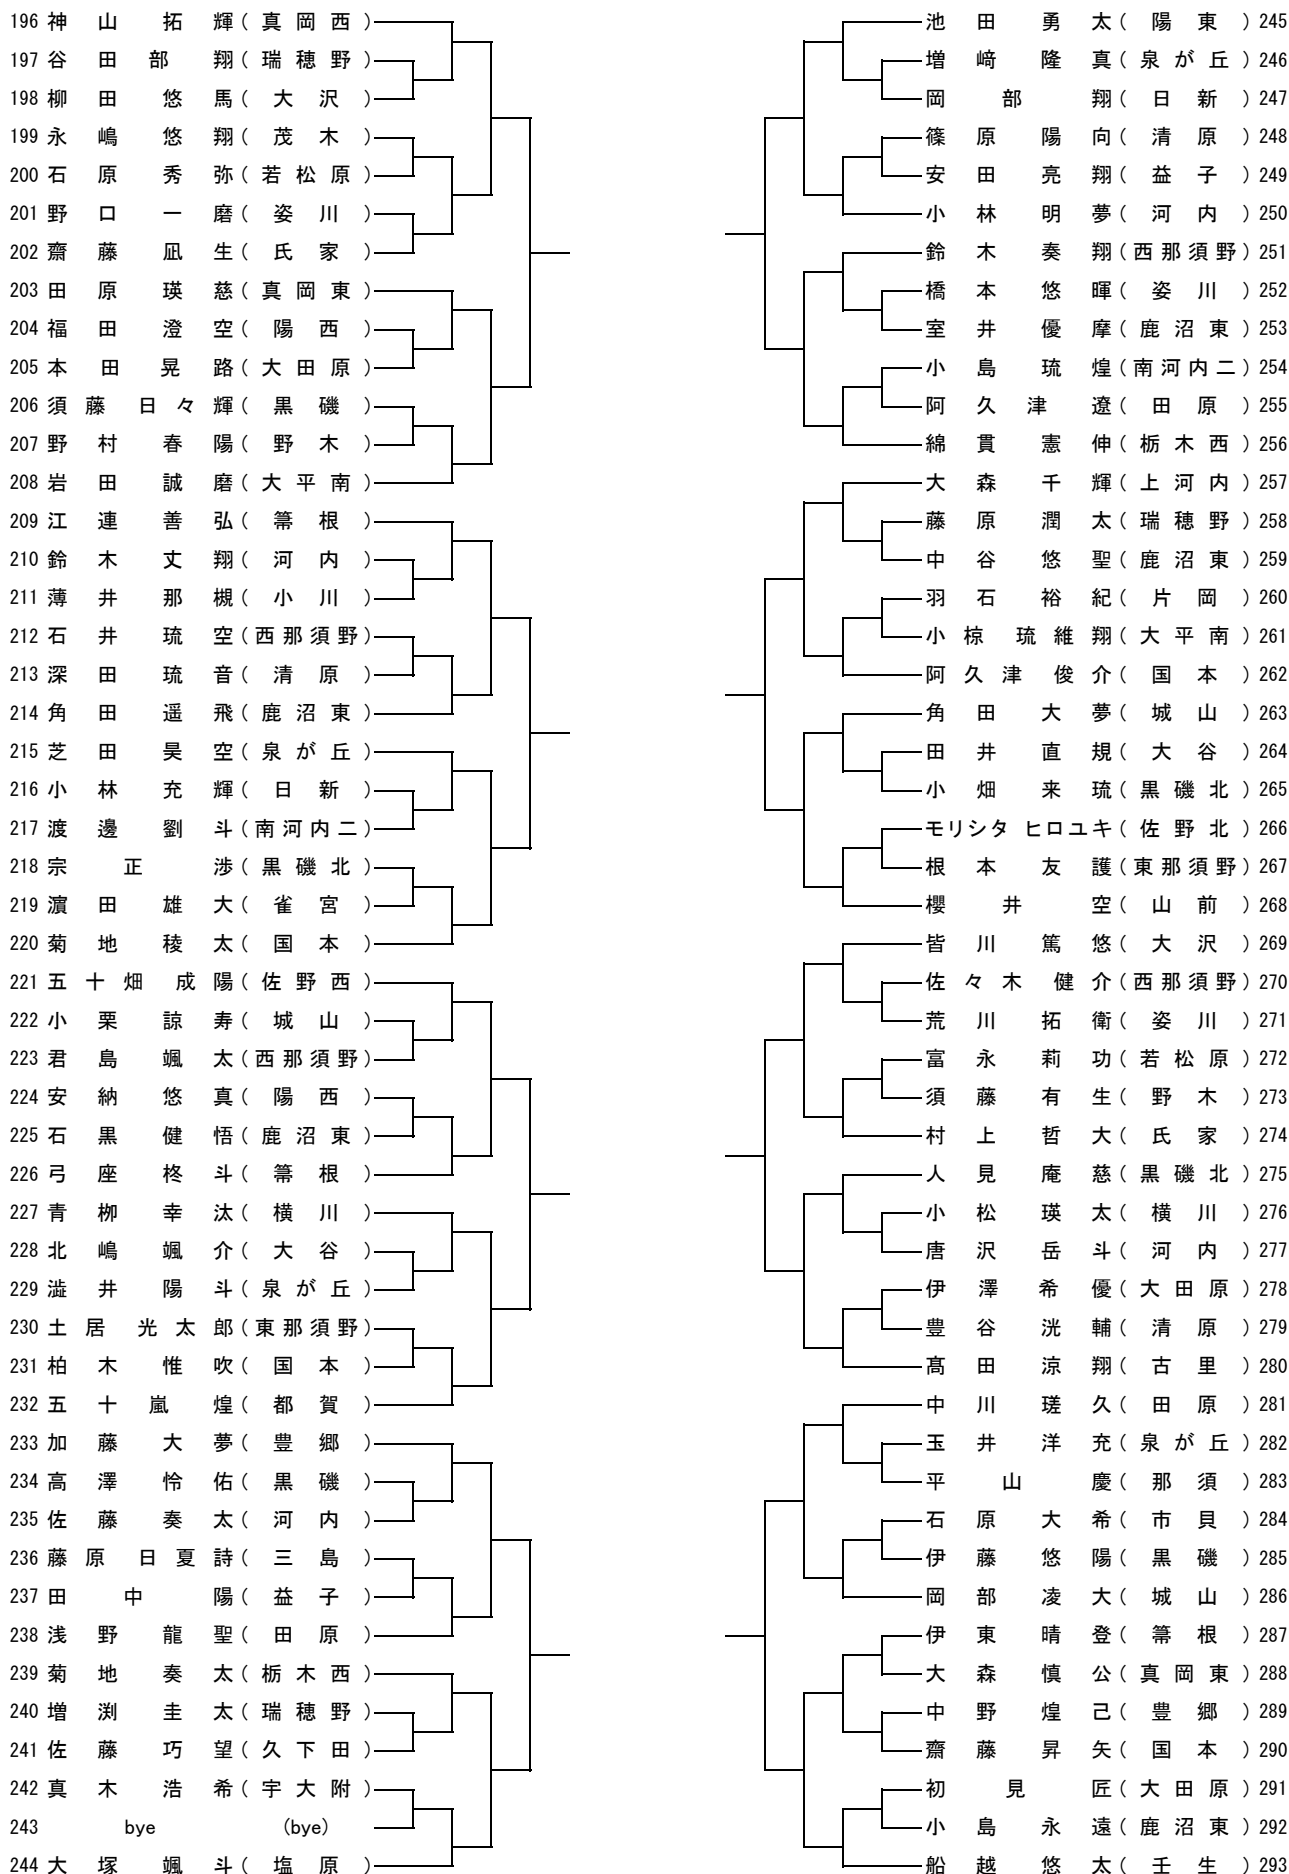 196 神山拓輝(真岡西)
197 谷田部翔(瑞穂野)
198 柳田悠馬(大沢)
199 永嶋悠翔(茂木)
200 石原秀弥(若松原)
201 野口一磨(姿川)
202 齋藤凪生(氏家)
203 田原瑛慈(真岡東)
204 福田澄空(陽西)
205 本田晃路(大田原)
206 須藤日々輝(黒磯)
207 野村春陽(野木)
208 岩田誠磨(大平南)
209 江連善弘(箒根)
210 鈴木丈翔(河内)
211 薄井那槻(小川)
212 石井琉空(西那須野)
213 深田琉音(清原)
214 角田遥飛(鹿沼東)
215 芝田昊空(泉が丘)
216 小林充輝(日新)
217 渡邊劉斗(南河内二)
218 宗正渉(黒磯北)
219 濵田雄大(雀宮)
220 菊地稜太(国本)
221 五十畑成陽(佐野西)
222 小栗諒寿(城山)
223 君島颯太(西那須野)
224 安納悠真(陽西)
225 石黒健悟(鹿沼東)
226 弓座柊斗(箒根)
227 青栁幸汰(横川)
228 北嶋颯介(大谷)
229 澁井陽斗(泉が丘)
230 土居光太郎(東那須野)
231 柏木惟吹(国本)
232 五十嵐煌(都賀)
233 加藤大夢(豊郷)
234 高澤怜佑(黒磯)
235 佐藤奏太(河内)
236 藤原日夏詩(三島)
237 田中陽(益子)
238 浅野龍聖(田原)
239 菊地奏太(栃木西)
240 増渕圭太(瑞穂野)
241 佐藤巧望(久下田)
242 真木浩希(宇大附)
243 bye (bye)
244 大塚颯斗(塩原)
池田勇太(陽東)245
増﨑隆真(泉が丘)246
岡部翔(日新)247
篠原陽向(清原)248
安田亮翔(益子)249
小林明夢(河内)250
鈴木奏翔(西那須野)251
橋本悠暉(姿川)252
室井優摩(鹿沼東)253
小島琉煌(南河内二)254
阿久津遼(田原)255
綿貫憲伸(栃木西)256
大森千輝(上河内)257
藤原潤太(瑞穂野)258
中谷悠聖(鹿沼東)259
羽石裕紀(片岡)260
小椋琉維翔(大平南)261
阿久津俊介(国本)262
角田大夢(城山)263
田井直規(大谷)264
小畑来琉(黒磯北)265
モリシタ ヒロユキ(佐野北)266
根本友護(東那須野)267
櫻井空(山前)268
皆川篤悠(大沢)269
佐々木健介(西那須野)270
荒川拓衛(姿川)271
富永莉功(若松原)272
須藤有生(野木)273
村上哲大(氏家)274
人見庵慈(黒磯北)275
小松瑛太(横川)276
唐沢岳斗(河内)277
伊澤希優(大田原)278
豊谷洸輔(清原)279
髙田涼翔(古里)280
中川瑳久(田原)281
玉井洋充(泉が丘)282
平山慶(那須)283
石原大希(市貝)284
伊藤悠陽(黒磯)285
岡部凌大(城山)286
伊東晴登(箒根)287
大森慎公(真岡東)288
中野煌己(豊郷)289
齋藤昇矢(国本)290
初見匠(大田原)291
小島永遠(鹿沼東)292
船越悠太(壬生)293